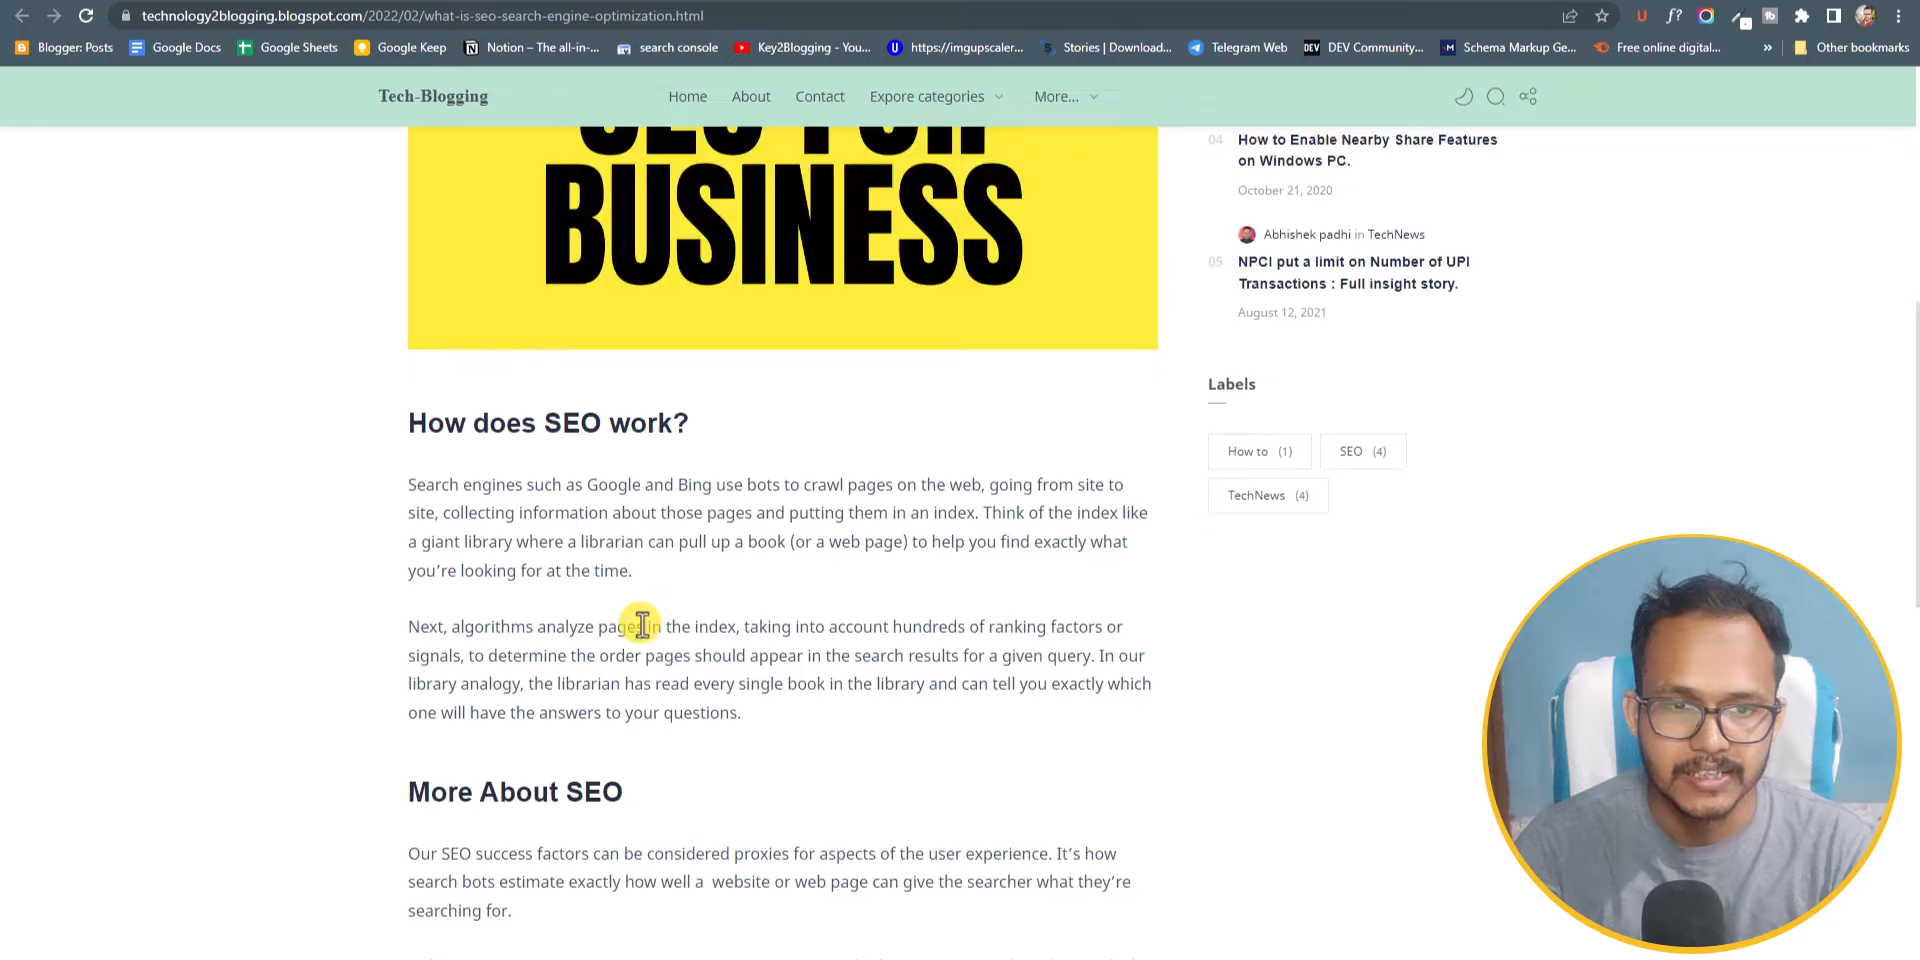 technology2blogging.blogspot.com/2022/02/what-is-seo-search-engine-optimization.html
Blogger: Posts
Google Docs
Google Sheets
Google Keep
Notion – The all-in-...
search console
Key2Blogging - You...
https://imgupscaler...
Stories | Download...
Telegram Web
DEV Community...
Schema Markup Ge...
Free online digital...
»
Other bookmarks
Tech-Blogging
Home
About
Contact
Expore categories
More...
BUSINESS
How does SEO work?
Search engines such as Google and Bing use bots to crawl pages on the web, going from site to
site, collecting information about those pages and putting them in an index. Think of the index like
a giant library where a librarian can pull up a book (or a web page) to help you find exactly what
you’re looking for at the time.
Next, algorithms analyze pages in the index, taking into account hundreds of ranking factors or
signals, to determine the order pages should appear in the search results for a given query. In our
library analogy, the librarian has read every single book in the library and can tell you exactly which
one will have the answers to your questions.
More About SEO
Our SEO success factors can be considered proxies for aspects of the user experience. It’s how
search bots estimate exactly how well a  website or web page can give the searcher what they’re
searching for.
04
How to Enable Nearby Share Features
on Windows PC.
October 21, 2020
Abhishek padhi in TechNews
05
NPCI put a limit on Number of UPI
Transactions : Full insight story.
August 12, 2021
Labels
How to (1)
SEO (4)
TechNews (4)